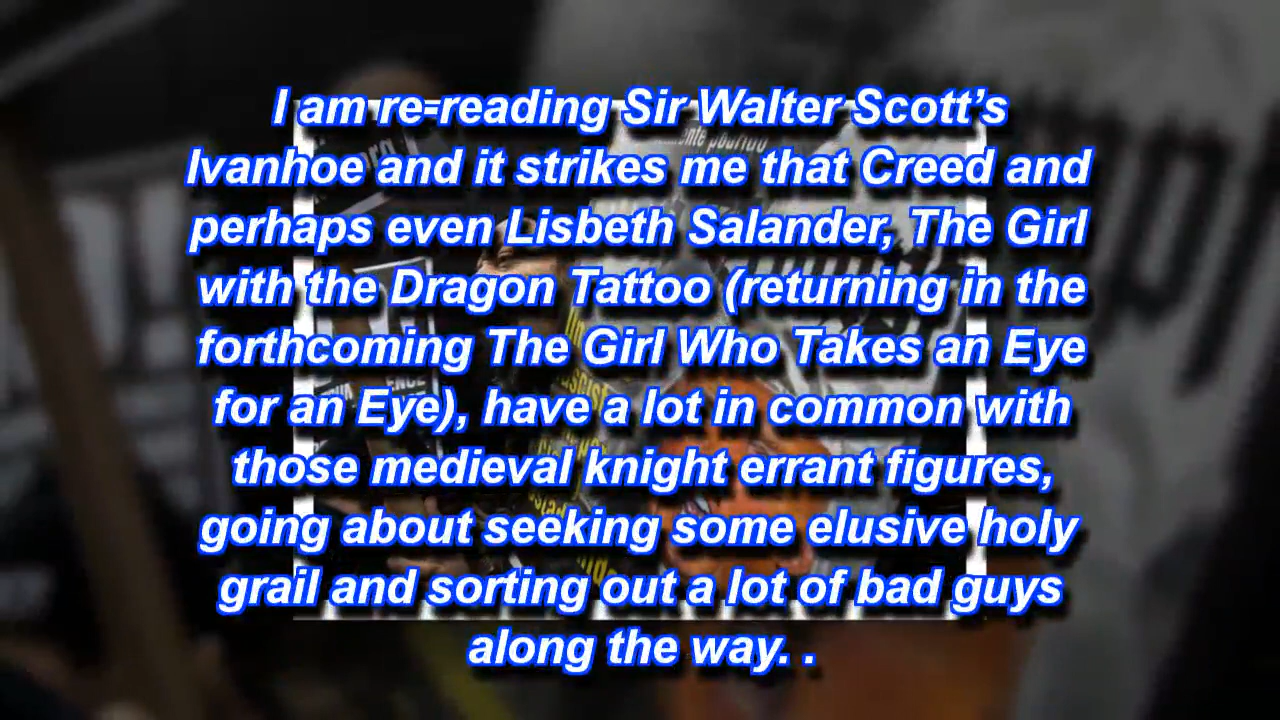 I am re-reading Sir Walter Scott’s
Ivanhoe and it strikes me that Creed and
perhaps even Lisbeth Salander, The Girl
with the Dragon Tattoo (returning in the
forthcoming The Girl Who Takes an Eye
for an Eye), have a lot in common with
those medieval knight errant figures,
going about seeking some elusive holy
grail and sorting out a lot of bad guys
along the way. .